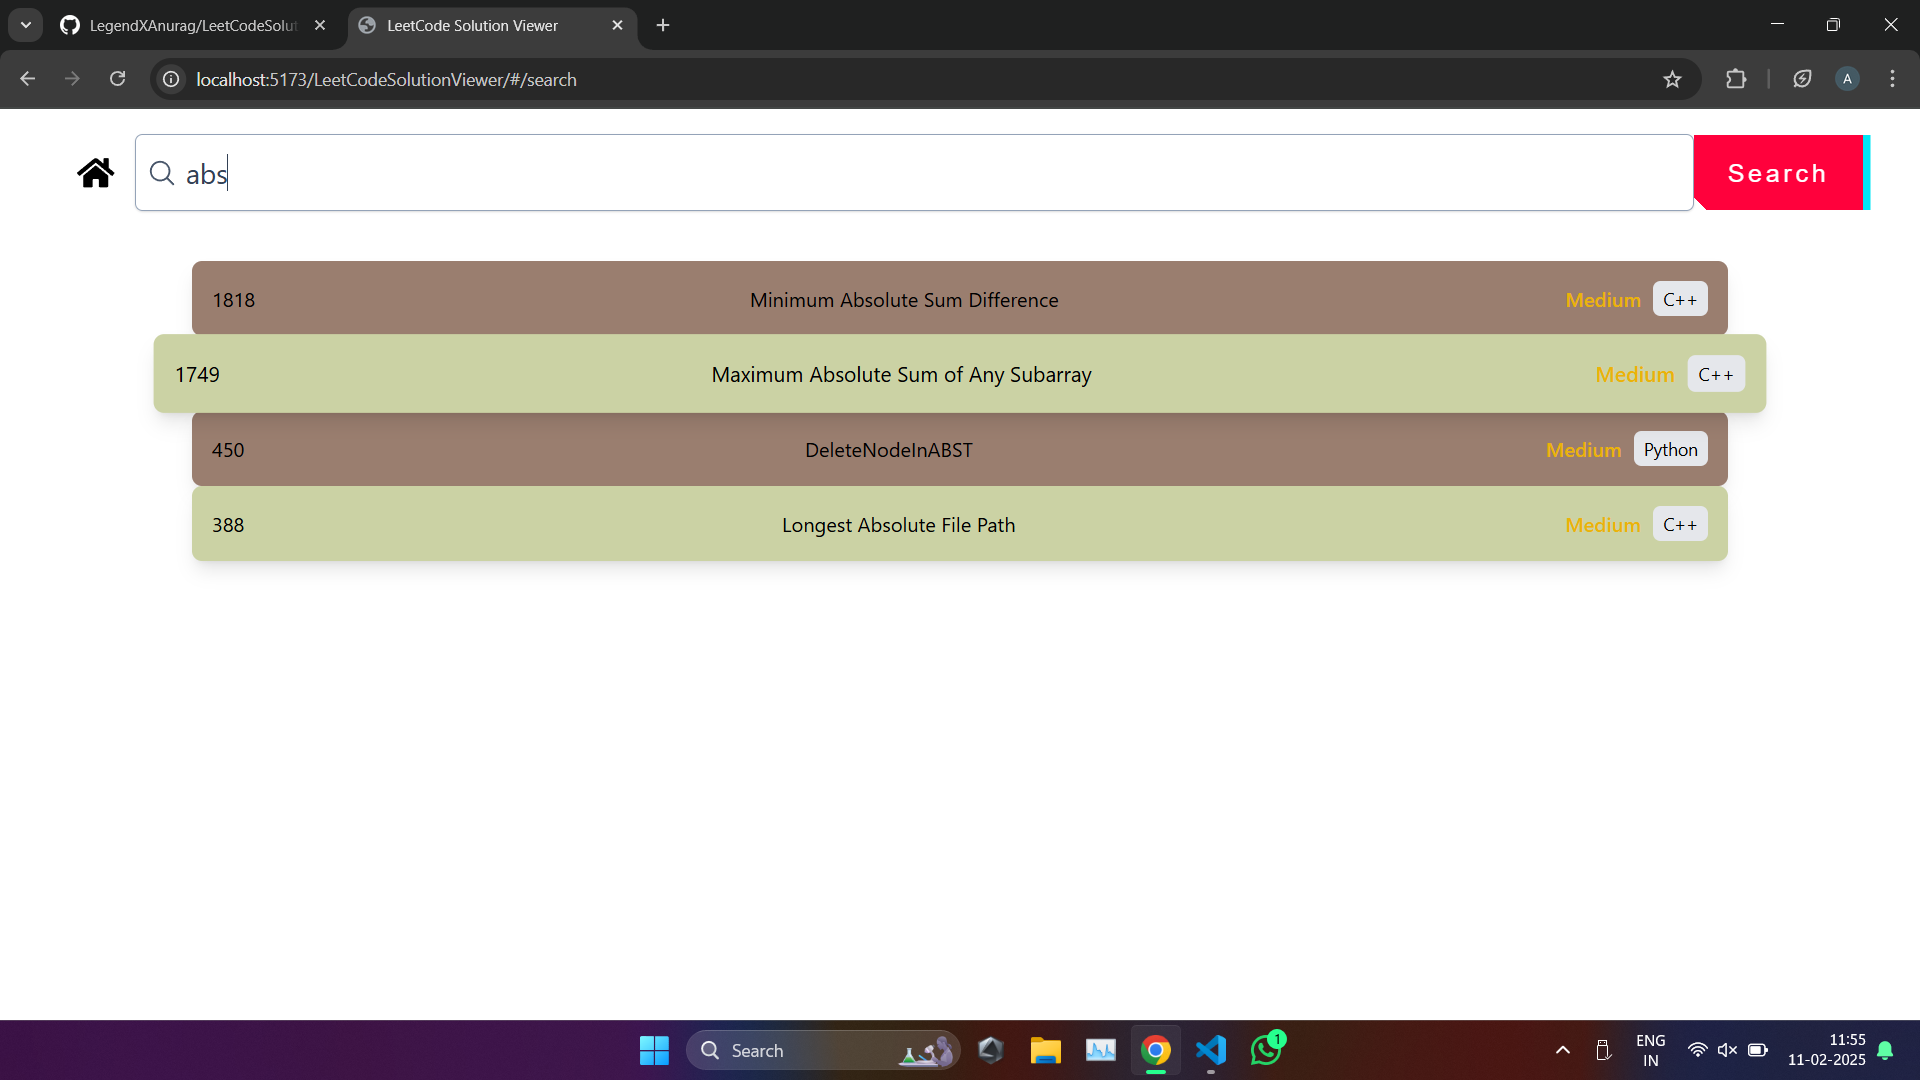 LegendXAnurag/LeetCodeSolut
LeetCode Solution Viewer
localhost:5173/LeetCodeSolutionViewer/#/search
A
abs
Search
1818 Minimum Absolute Sum Difference Medium C++
1749 Maximum Absolute Sum of Any Subarray Medium C++
450 DeleteNodeInABST Medium Python
388 Longest Absolute File Path Medium C++
Search
1
ENG
IN
11:55
11-02-2025